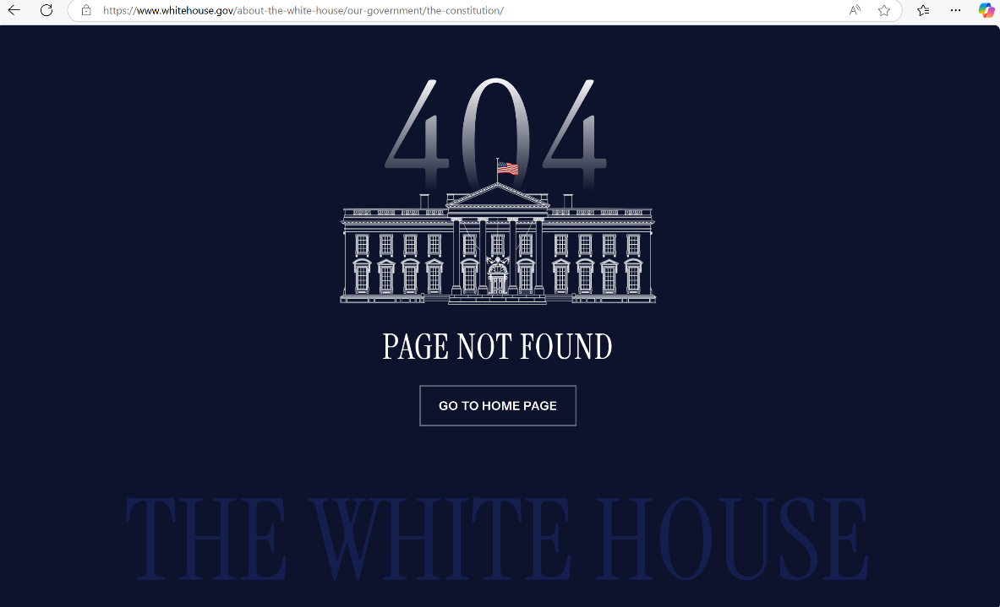 https://www.whitehouse.gov/about-the-white-house/our-government/the-constitution/
404
PAGE NOT FOUND
GO TO HOME PAGE
THE WHITE HOUSE